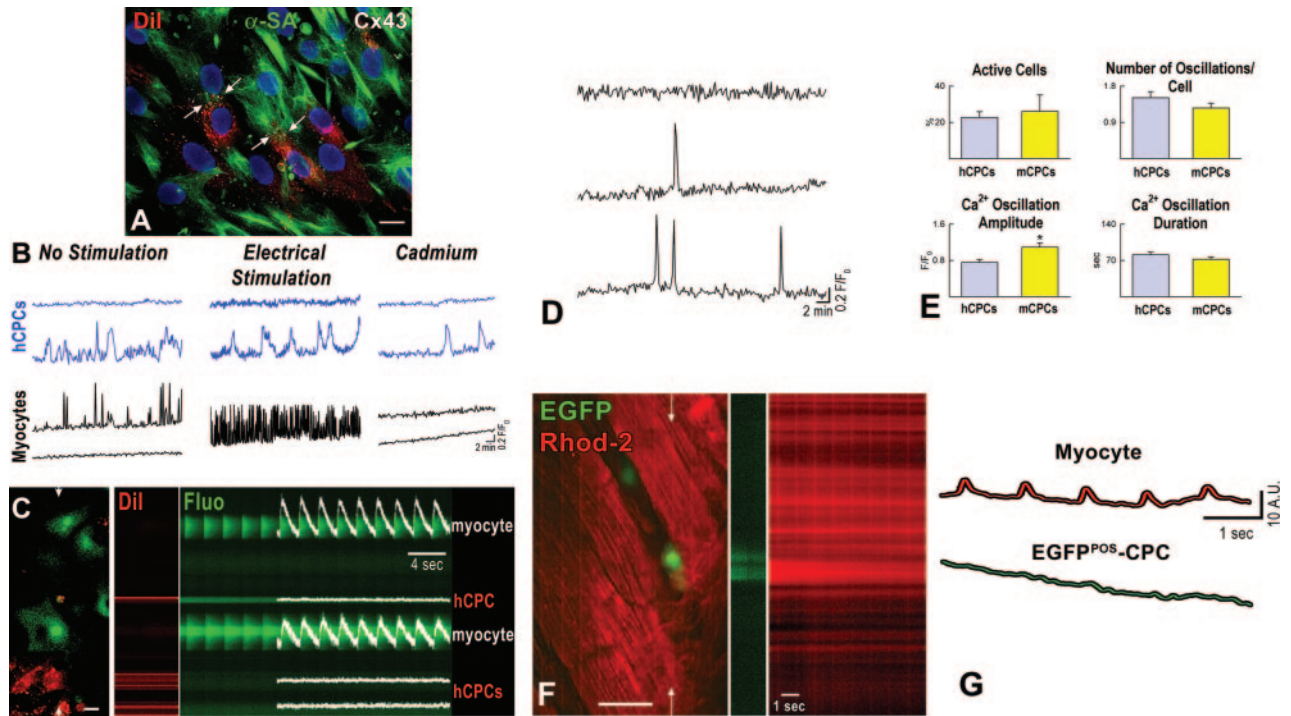 DiI α-SA Cx43
A
B No Stimulation Electrical Stimulation Cadmium
hCPCs
Myocytes
2 min
0.2 F/F0
C
DiI
Fluo
myocyte
4 sec
hCPC
myocyte
hCPCs
D
2 min
0.2 F/F0
Active Cells
40
20
%
hCPCs mCPCs
Number of Oscillations/
Cell
1.8
0.9
hCPCs mCPCs
Ca2+ Oscillation
Amplitude
1.6
0.8
F/F0
*
hCPCs mCPCs
Ca2+ Oscillation
Duration
140
70
sec
hCPCs mCPCs
E
EGFP
Rhod-2
F
1 sec
Myocyte
10 A.U.
1 sec
EGFPPOS-CPC
G